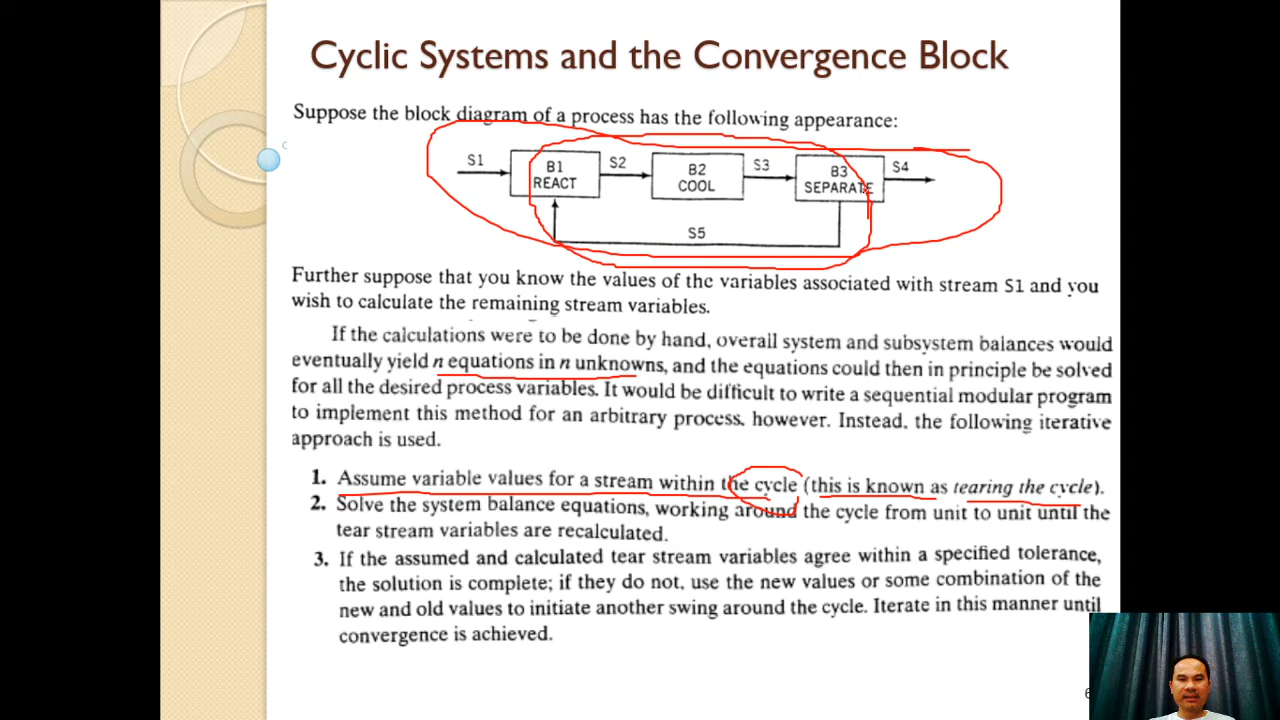 Cyclic Systems and the Convergence Block
Suppose the block diagram of a process has the following appearance:
S1
B1
REACT
S2
B2
COOL
S3
B3
SEPARATE
S4
S5
Further suppose that you know the values of the variables associated with stream S1 and you
wish to calculate the remaining stream variables.
If the calculations were to be done by hand, overall system and subsystem balances would
eventually yield n equations in n unknowns, and the equations could then in principle be solved
for all the desired process variables. It would be difficult to write a sequential modular program
to implement this method for an arbitrary process, however. Instead, the following iterative
approach is used.
1. Assume variable values for a stream within the cycle (this is known as tearing the cycle).
2. Solve the system balance equations, working around the cycle from unit to unit until the
tear stream variables are recalculated.
3. If the assumed and calculated tear stream variables agree within a specified tolerance,
the solution is complete; if they do not, use the new values or some combination of the
new and old values to initiate another swing around the cycle. Iterate in this manner until
convergence is achieved.